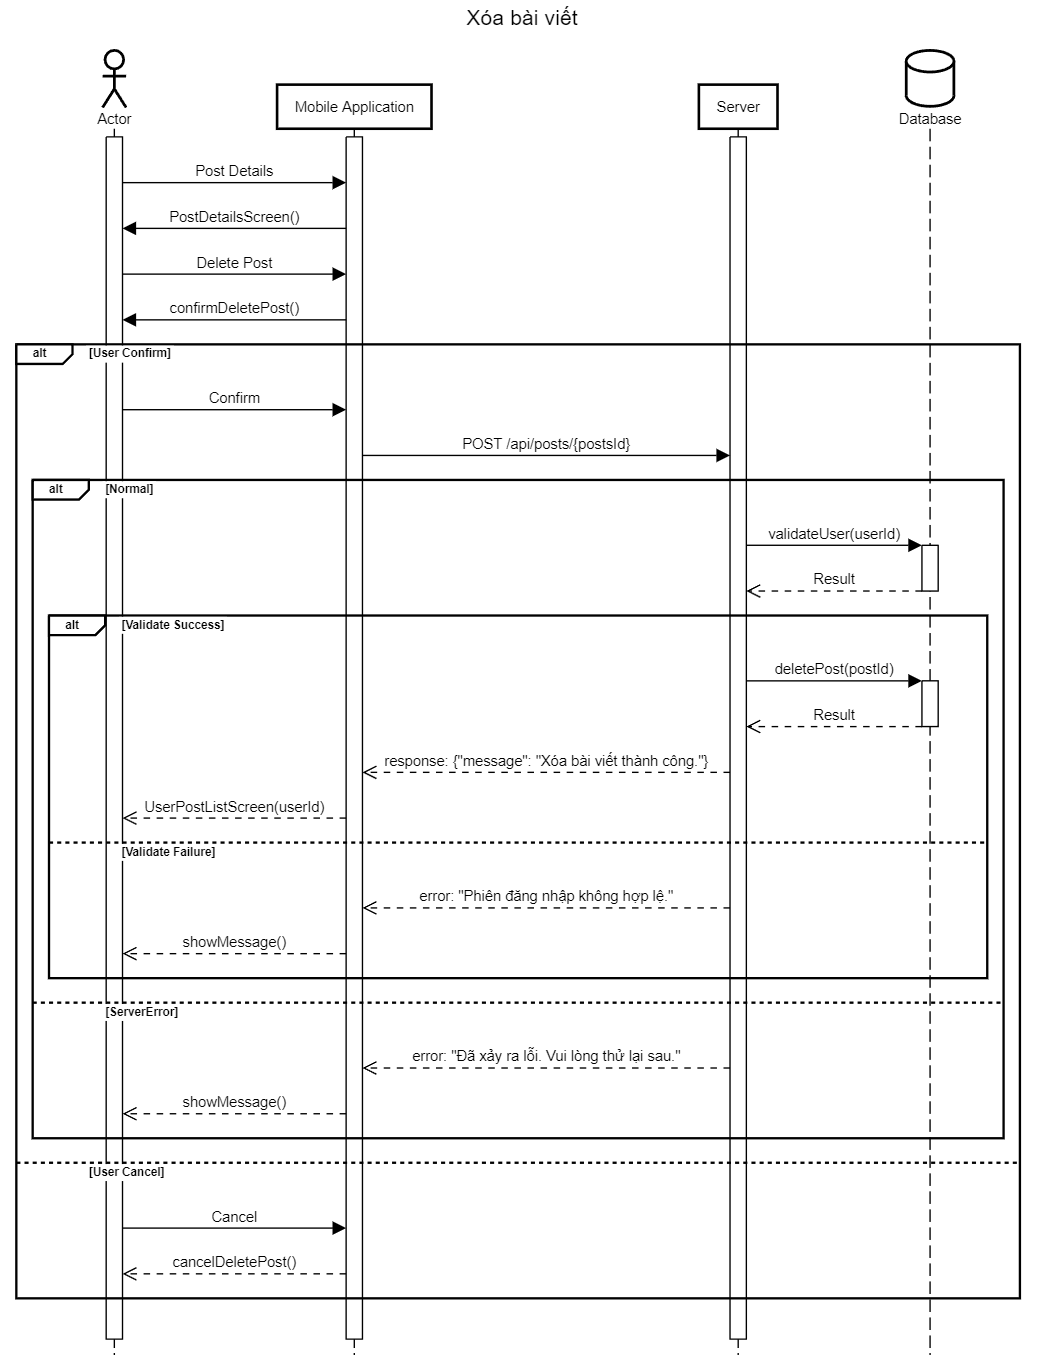 Xóa bài viết
Actor
Mobile Application
Server
Database
Post Details
PostDetailsScreen()
Delete Post
confirmDeletePost()
alt [User Confirm]
Confirm
POST /api/posts/{postsId}
alt [Normal]
validateUser(userId)
Result
alt [Validate Success]
deletePost(postId)
Result
response: {"message": "Xóa bài viết thành công."}
UserPostListScreen(userId)
[Validate Failure]
error: "Phiên đăng nhập không hợp lệ."
showMessage()
[ServerError]
error: "Đã xảy ra lỗi. Vui lòng thử lại sau."
showMessage()
[User Cancel]
Cancel
cancelDeletePost()